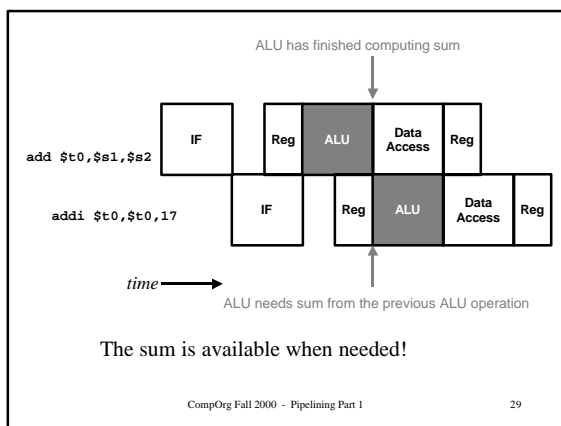 ALU has finished computing sum
add $t0,$s1,$s2
IF
Reg
ALU
Data
Access
Reg
addi $t0,$t0,17
IF
Reg
ALU
Data
Access
Reg
time
ALU needs sum from the previous ALU operation
The sum is available when needed!
CompOrg Fall 2000 - Pipelining Part 1
29